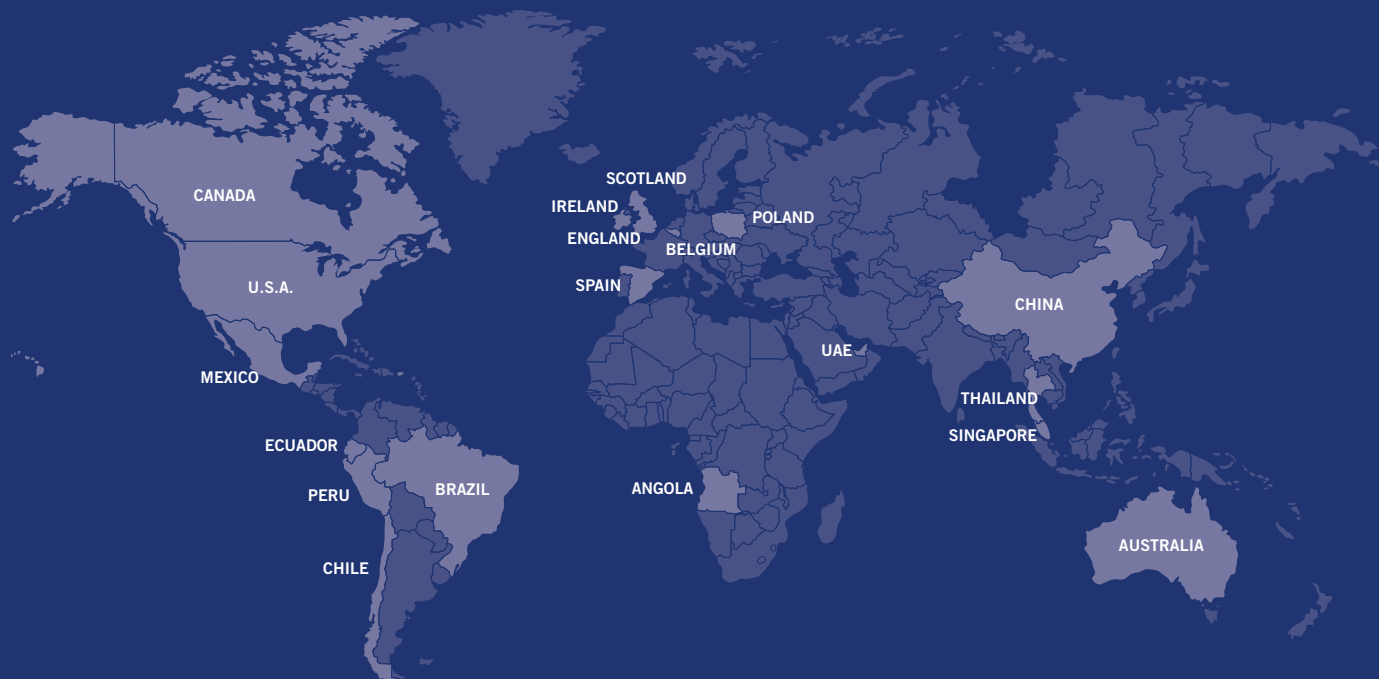 SCOTLAND
CANADA
IRELAND
POLAND
ENGLAND
BELGIUM
SPAIN
U.S.A.
CHINA
UAE
MEXICO
THAILAND
SINGAPORE
ECUADOR
ANGOLA
BRAZIL
PERU
AUSTRALIA
CHILE